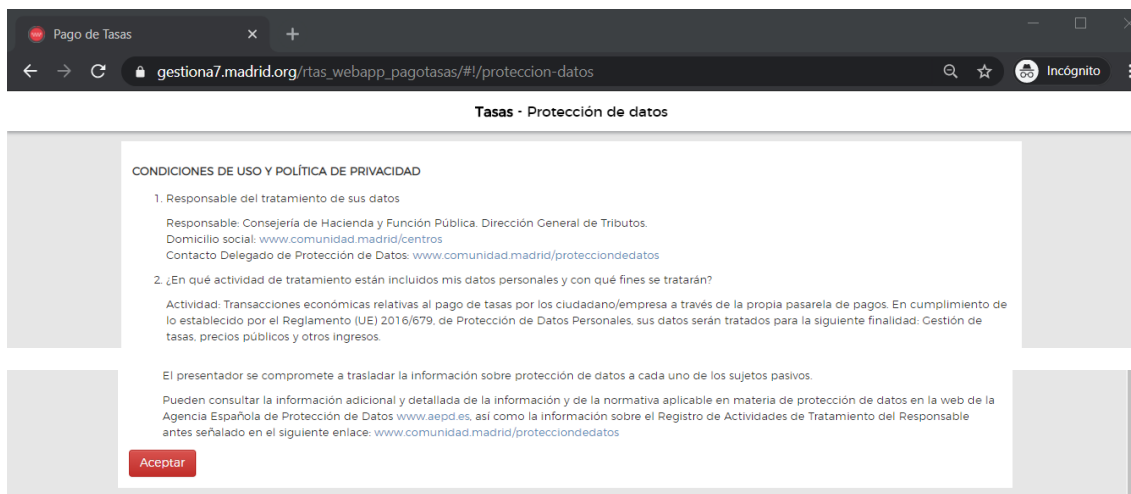 Pago de Tasas
gestiona7.madrid.org/rtas_webapp_pagotasas/#!/proteccion-datos
Incógnito
Tasas - Protección de datos
CONDICIONES DE USO Y POLÍTICA DE PRIVACIDAD
1. Responsable del tratamiento de sus datos
Responsable: Consejería de Hacienda y Función Pública. Dirección General de Tributos.
Domicilio social: www.comunidad.madrid/centros
Contacto Delegado de Protección de Datos: www.comunidad.madrid/protecciondedatos
2. ¿En qué actividad de tratamiento están incluidos mis datos personales y con qué fines se tratarán?
Actividad: Transacciones económicas relativas al pago de tasas por los ciudadano/empresa a través de la propia pasarela de pagos. En cumplimiento de
lo establecido por el Reglamento (UE) 2016/679, de Protección de Datos Personales, sus datos serán tratados para la siguiente finalidad: Gestión de
tasas, precios públicos y otros ingresos.
El presentador se compromete a trasladar la información sobre protección de datos a cada uno de los sujetos pasivos.
Pueden consultar la información adicional y detallada de la información y de la normativa aplicable en materia de protección de datos en la web de la
Agencia Española de Protección de Datos www.aepd.es, así como la información sobre el Registro de Actividades de Tratamiento del Responsable
antes señalado en el siguiente enlace: www.comunidad.madrid/protecciondedatos
Aceptar